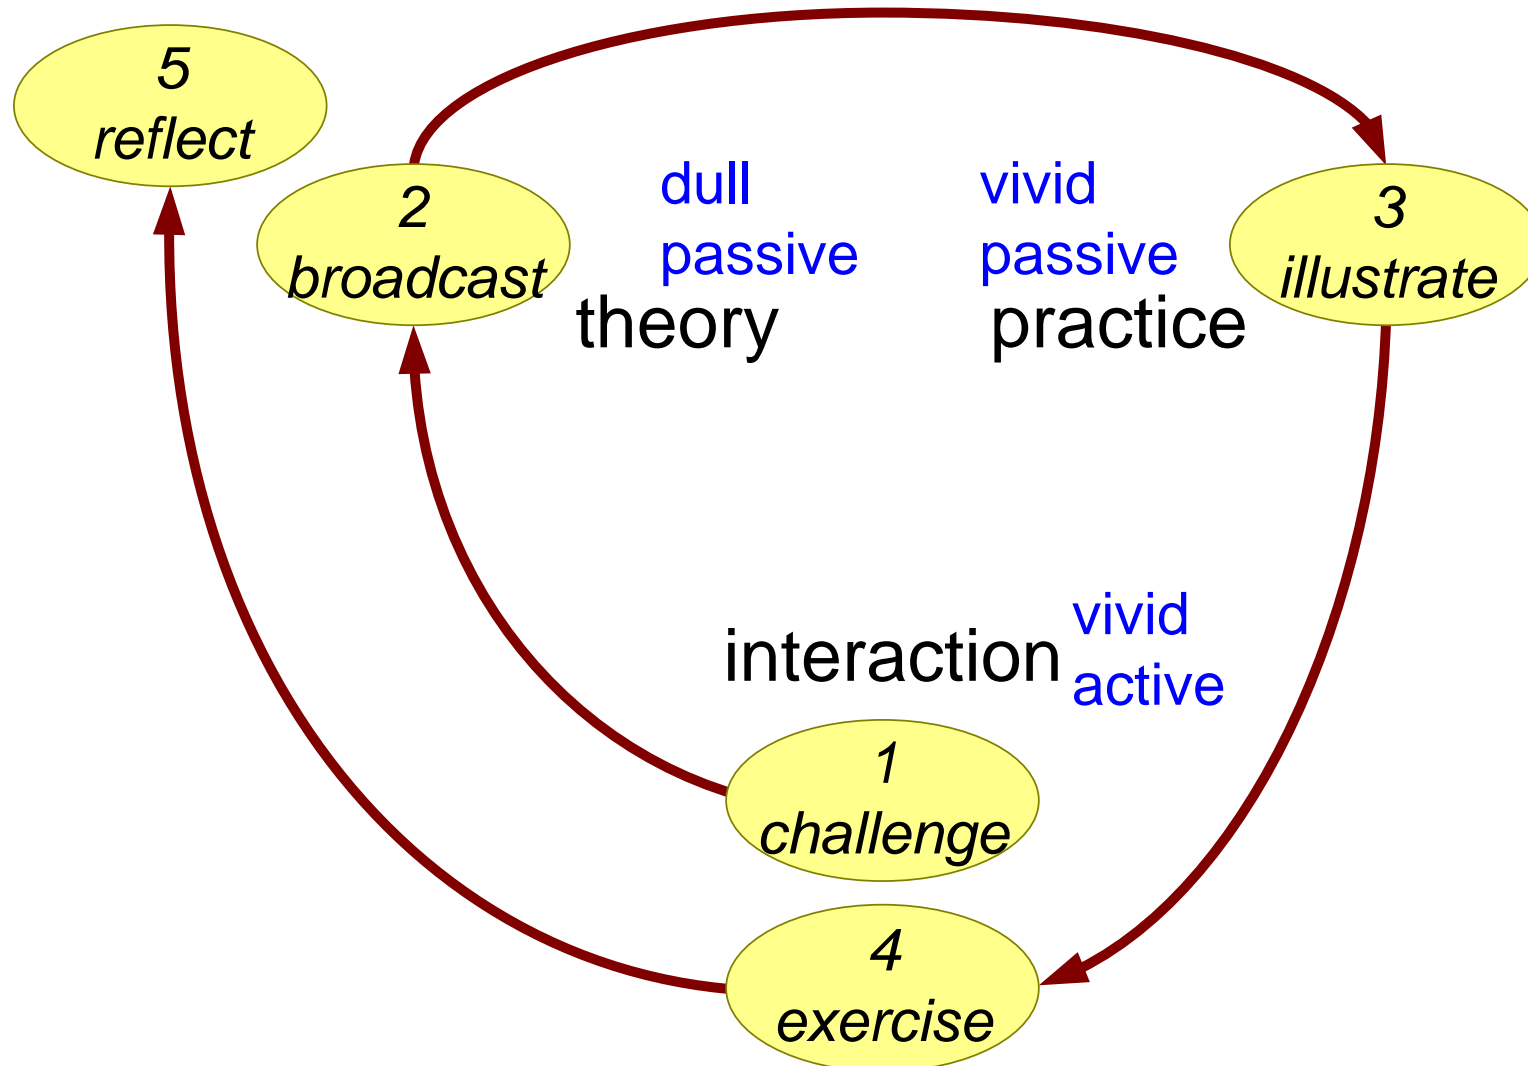 5
reflect
2
broadcast
dull
passive
theory
vivid
passive
practice
3
illustrate
interaction
vivid
active
1
challenge
4
exercise